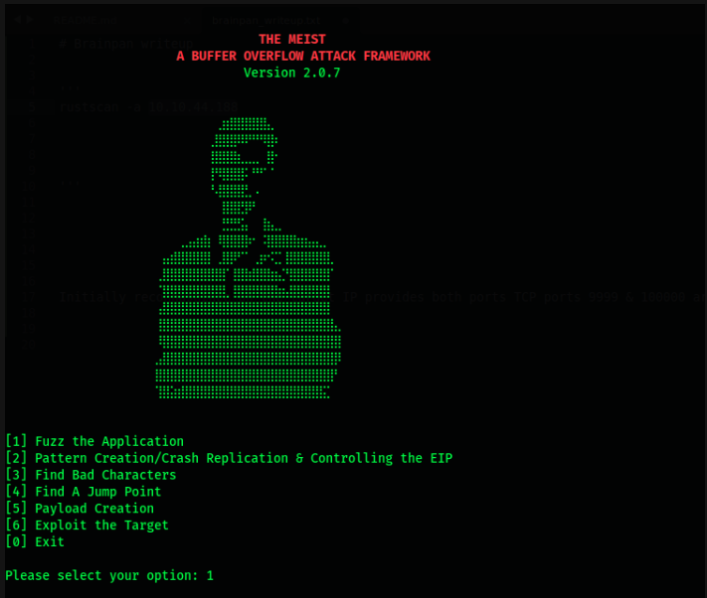 THE MEIST
A BUFFER OVERFLOW ATTACK FRAMEWORK
Version 2.0.7
[1] Fuzz the Application
[2] Pattern Creation/Crash Replication & Controlling the EIP
[3] Find Bad Characters
[4] Find A Jump Point
[5] Payload Creation
[6] Exploit the Target
[0] Exit
Please select your option: 1